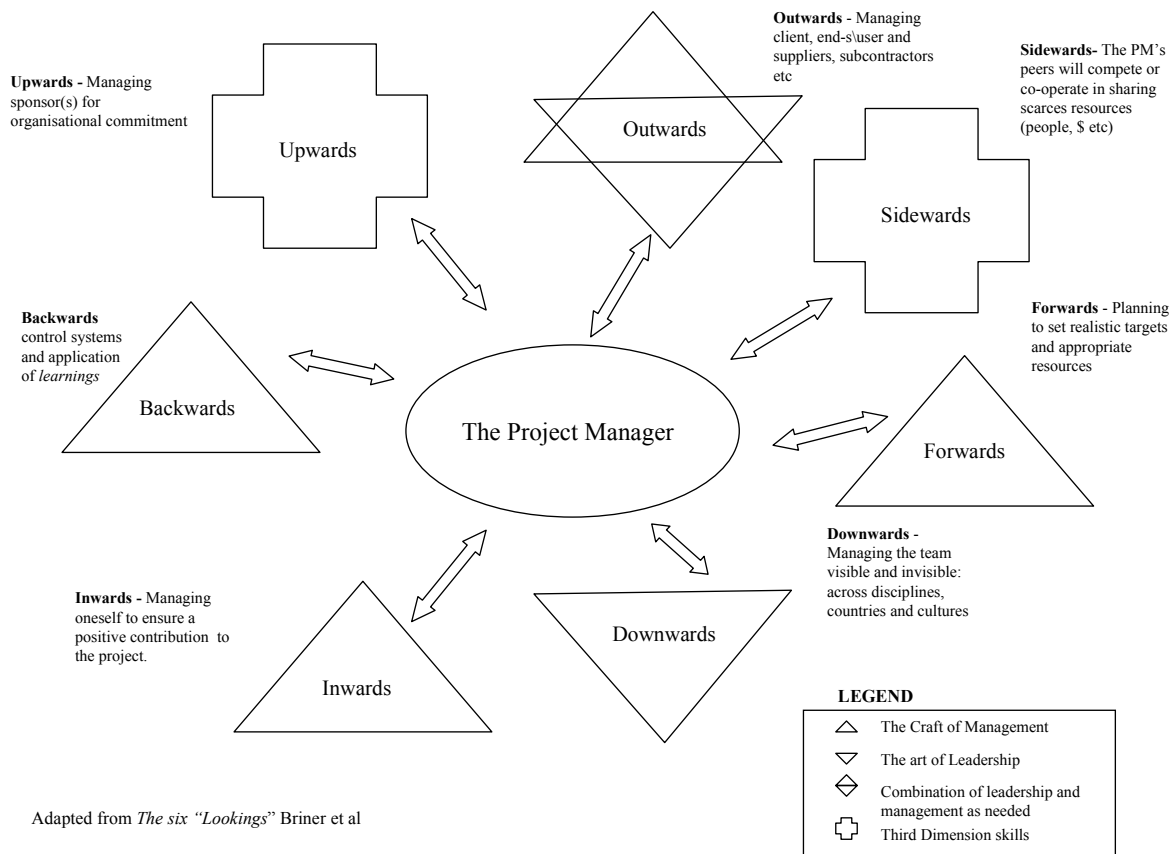 Upwards - Managing
sponsor(s) for
organisational commitment
Upwards
Outwards - Managing
client, end-s\user and
suppliers, subcontractors
etc
Outwards
Sidewards- The PM's
peers will compete or
co-operate in sharing
scarces resources
(people, $ etc)
Sidewards
Backwards
control systems
and application
of learnings
Backwards
The Project Manager
Forwards - Planning
to set realistic targets
and appropriate
resources
Forwards
Inwards - Managing
oneself to ensure a
positive contribution to
the project.
Inwards
Downwards
Downwards -
Managing the team
visible and invisible:
across disciplines,
countries and cultures
LEGEND
The Craft of Management
The art of Leadership
Combination of leadership and
management as needed
Third Dimension skills
Adapted from The six “Lookings” Briner et al